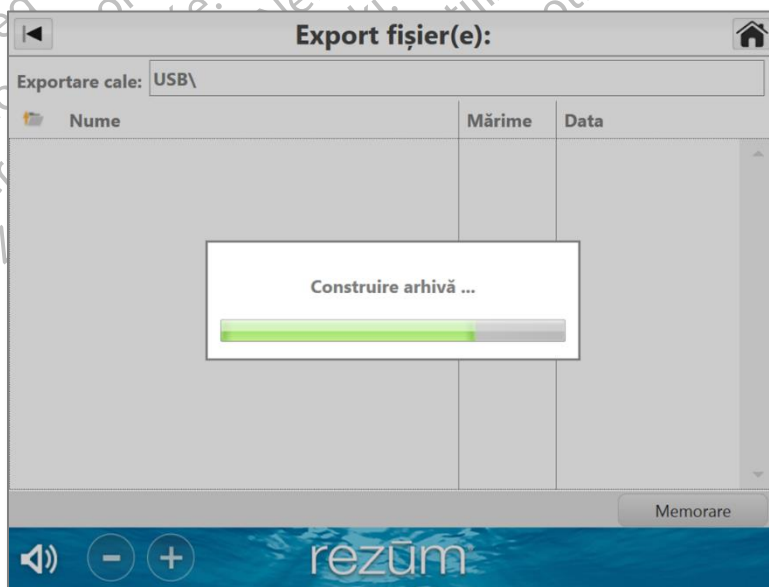 Export fișier(e):
Exportare cale: USB\
Nume Mărime Data
Construire arhivă ...
Memorare
rezūm